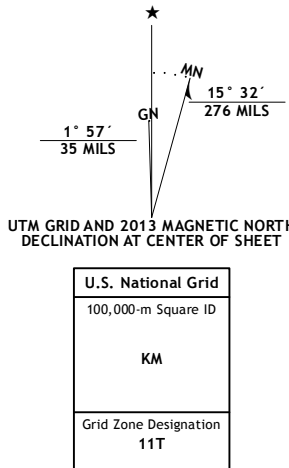 ★
MN
GN
15° 32´
276 MILS
1° 57´
35 MILS
UTM GRID AND 2013 MAGNETIC NORTH
DECLINATION AT CENTER OF SHEET
U.S. National Grid
100,000-m Square ID
KM
Grid Zone Designation
11T